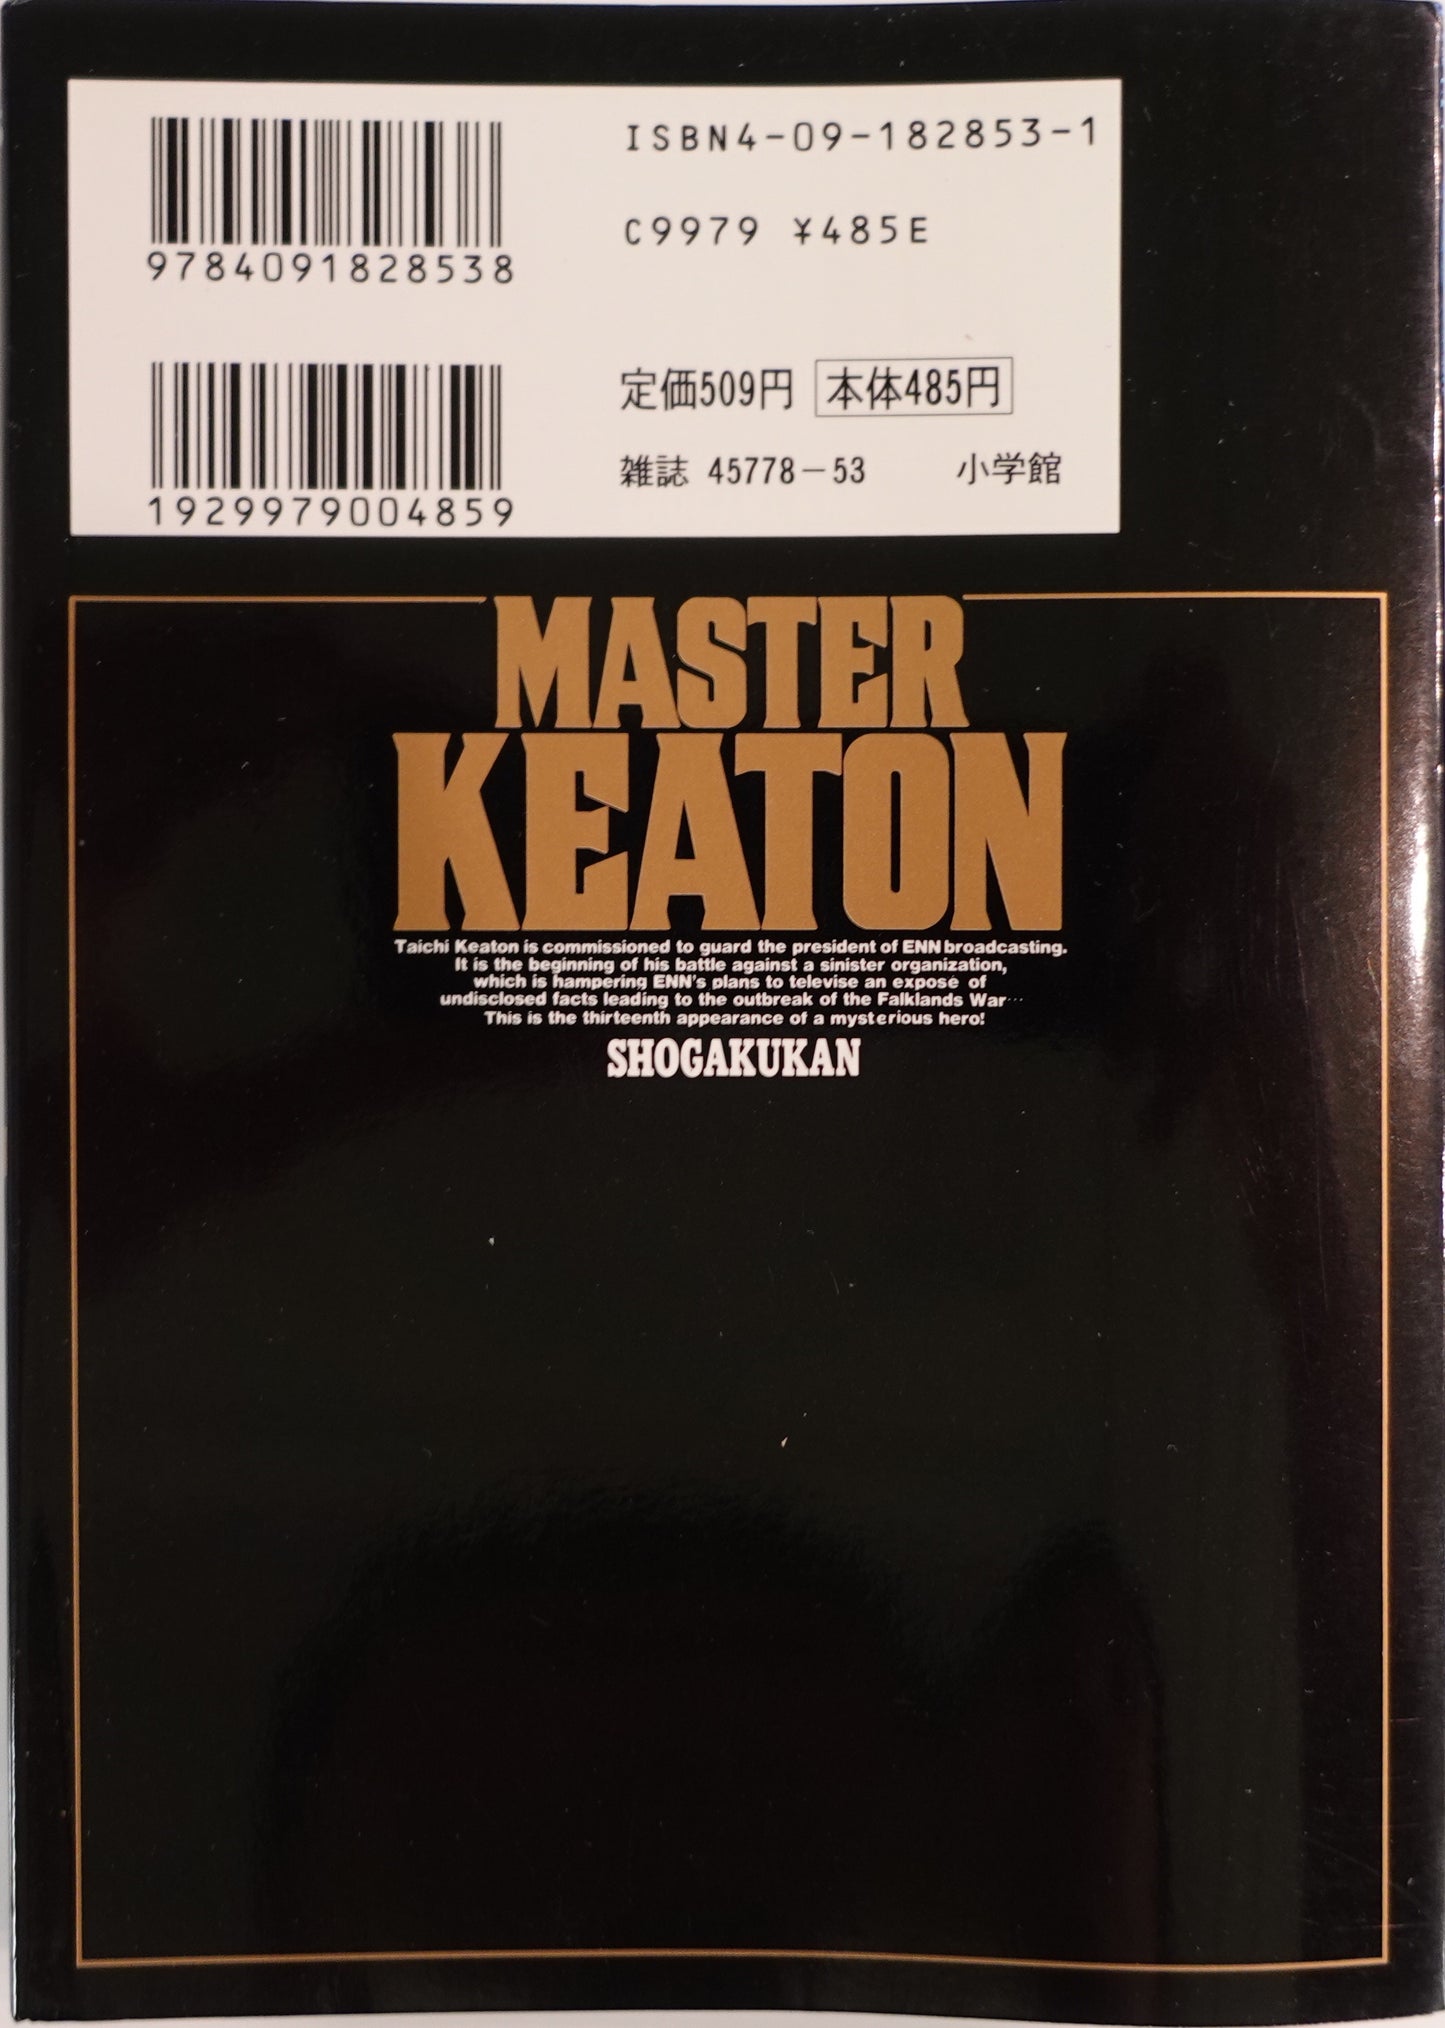 ISBN4-09-182853-1
C9979 ¥485E
9784091828538
定価509円 本体485円
雑誌 45778-53 小学館
1929979004859
MASTER
KEATON
Taichi Keaton is commissioned to guard the president of ENN broadcasting.
It is the beginning of his battle against a sinister organization,
which is hampering ENN's plans to televise an exposé of
undisclosed facts leading to the outbreak of the Falklands War…
This is the thirteenth appearance of a mysterious hero!
SHOGAKUKAN